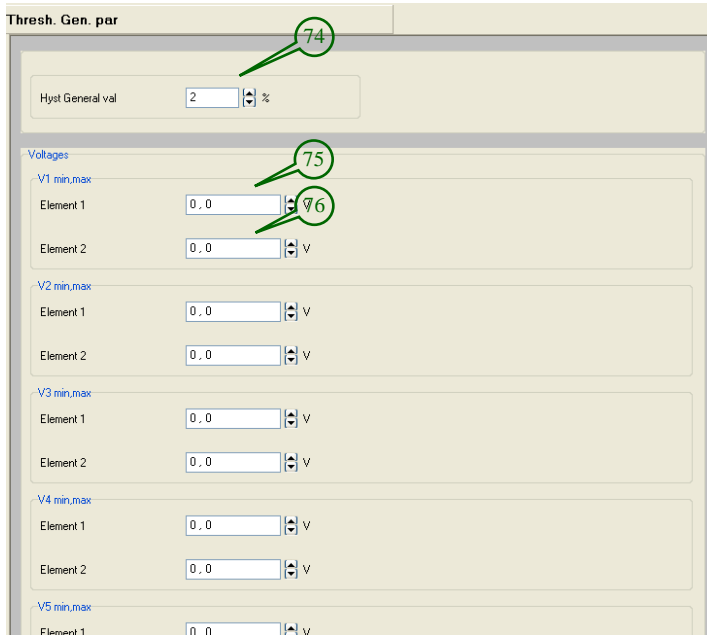 Thresh. Gen. par
74
Hyst General val 2 %
Voltages
75
V1 min,max
Element 1 0,0 V
76
Element 2 0,0 V
V2 min,max
Element 1 0,0 V
Element 2 0,0 V
V3 min,max
Element 1 0,0 V
Element 2 0,0 V
V4 min,max
Element 1 0,0 V
Element 2 0,0 V
V5 min,max
Element 1 0,0 V